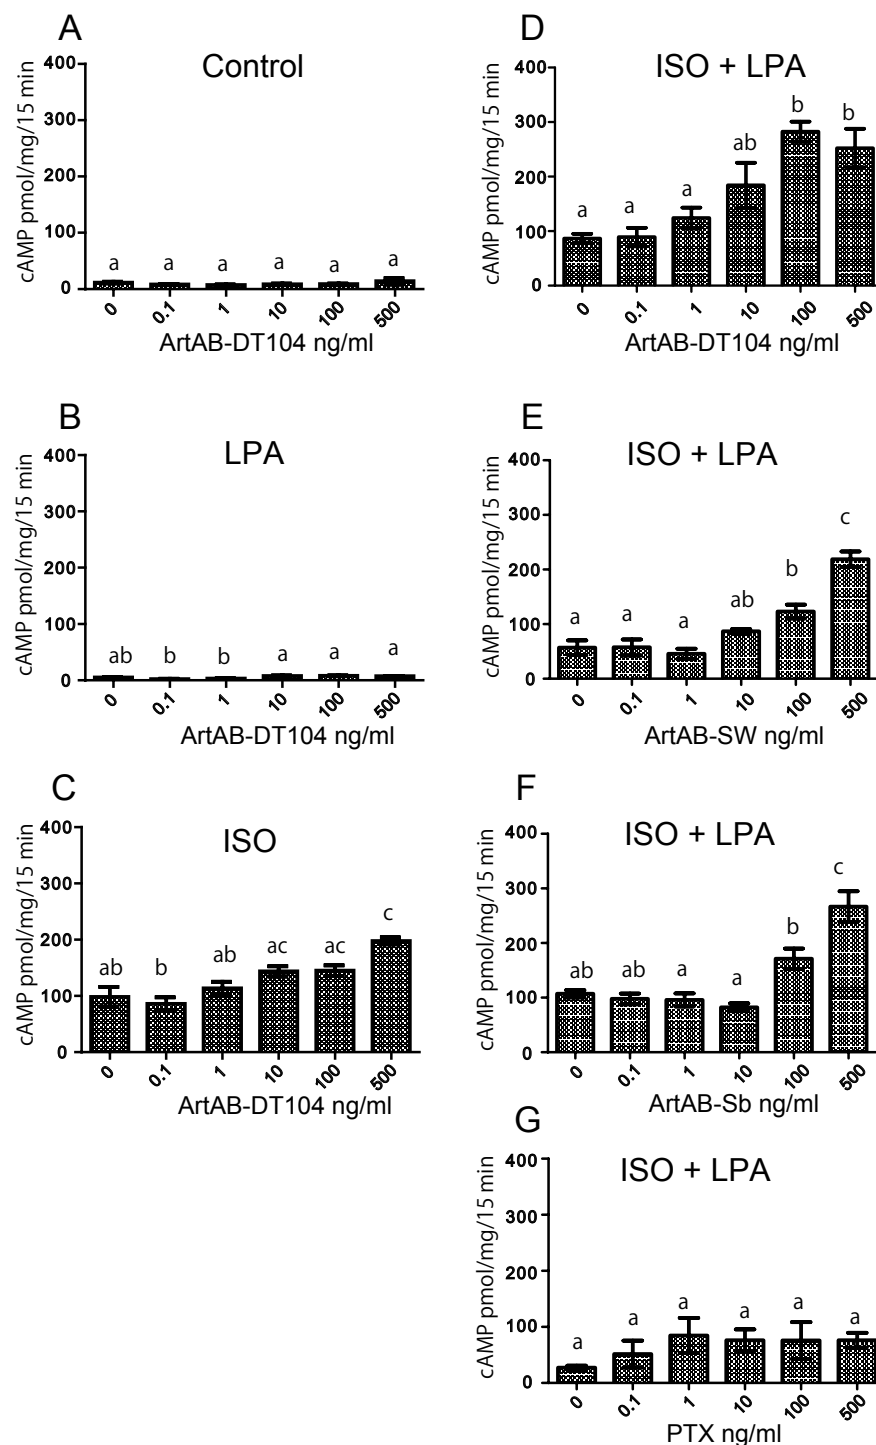 A
Control
cAMP pmol/mg/15 min
400
300
200
100
0
a a a a a a
0 0.1 1 10 100 500
ArtAB-DT104 ng/ml
B
LPA
cAMP pmol/mg/15 min
400
300
200
100
0
ab b b a a a
0 0.1 1 10 100 500
ArtAB-DT104 ng/ml
C
ISO
cAMP pmol/mg/15 min
400
300
200
100
0
ab b ab ac ac c
0 0.1 1 10 100 500
ArtAB-DT104 ng/ml
D
ISO + LPA
cAMP pmol/mg/15 min
400
300
200
100
0
a a a ab b b
0 0.1 1 10 100 500
ArtAB-DT104 ng/ml
E
ISO + LPA
cAMP pmol/mg/15 min
400
300
200
100
0
a a a ab b c
0 0.1 1 10 100 500
ArtAB-SW ng/ml
F
ISO + LPA
cAMP pmol/mg/15 min
400
300
200
100
0
ab ab a a b c
0 0.1 1 10 100 500
ArtAB-Sb ng/ml
G
ISO + LPA
cAMP pmol/mg/15 min
400
300
200
100
0
a a a a a a
0 0.1 1 10 100 500
PTX ng/ml